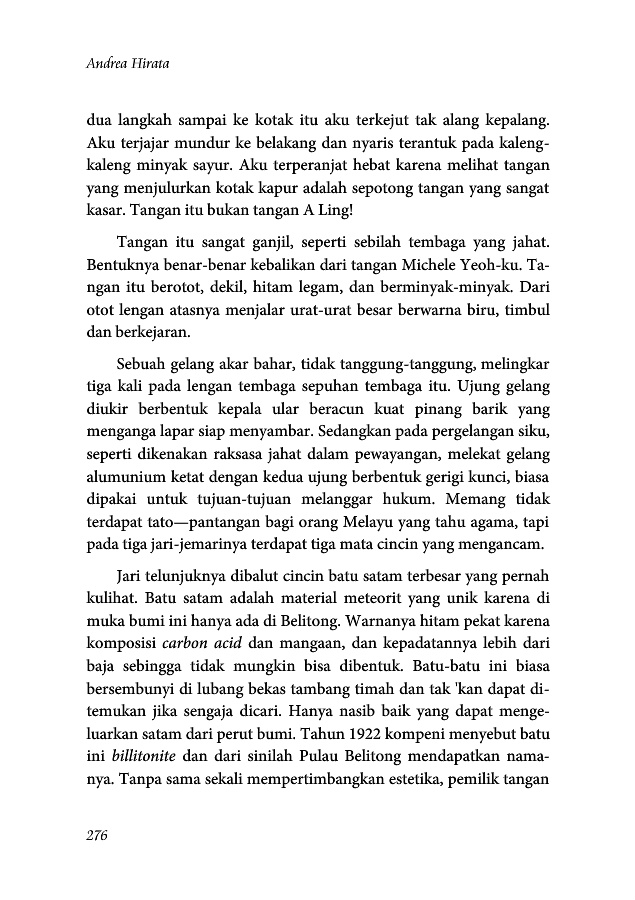 Andrea Hirata
dua langkah sampai ke kotak itu aku terkejut tak alang kepalang.
Aku terjajar mundur ke belakang dan nyaris terantuk pada kaleng-
kaleng minyak sayur. Aku terperanjat hebat karena melihat tangan
yang menjulurkan kotak kapur adalah sepotong tangan yang sangat
kasar. Tangan itu bukan tangan A Ling!
Tangan itu sangat ganjil, seperti sebilah tembaga yang jahat.
Bentuknya benar-benar kebalikan dari tangan Michele Yeoh-ku. Ta-
ngan itu berotot, dekil, hitam legam, dan berminyak-minyak. Dari
otot lengan atasnya menjalar urat-urat besar berwarna biru, timbul
dan berkejaran.
Sebuah gelang akar bahar, tidak tanggung-tanggung, melingkar
tiga kali pada lengan tembaga sepuhan tembaga itu. Ujung gelang
diukir berbentuk kepala ular beracun kuat pinang barik yang
menganga lapar siap menyambar. Sedangkan pada pergelangan siku,
seperti dikenakan raksasa jahat dalam pewayangan, melekat gelang
alumunium ketat dengan kedua ujung berbentuk gerigi kunci, biasa
dipakai untuk tujuan-tujuan melanggar hukum. Memang tidak
terdapat tato—pantangan bagi orang Melayu yang tahu agama, tapi
pada tiga jari-jemarinya terdapat tiga mata cincin yang mengancam.
Jari telunjuknya dibalut cincin batu satam terbesar yang pernah
kulihat. Batu satam adalah material meteorit yang unik karena di
muka bumi ini hanya ada di Belitong. Warnanya hitam pekat karena
komposisi carbon acid dan mangaan, dan kepadatannya lebih dari
baja sehingga tidak mungkin bisa dibentuk. Batu-batu ini biasa
bersembunyi di lubang bekas tambang timah dan tak 'kan dapat di-
temukan jika sengaja dicari. Hanya nasib baik yang dapat menge-
luarkan satam dari perut bumi. Tahun 1922 kompeni menyebut batu
ini billitonite dan dari sinilah Pulau Belitong mendapatkan nama-
nya. Tanpa sama sekali mempertimbangkan estetika, pemilik tangan
276